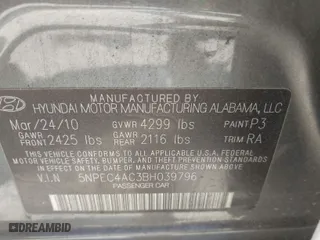 MANUFACTURED BY
HYUNDAI MOTOR MANUFACTURING ALABAMA, LLC
Mar/24/10 GVWR 4299 lbs PAINT P3
GAWR FRONT 2425 lbs GAWR REAR 2116 lbs TRIM RA
THIS VEHICLE CONFORMS TO ALL APPLICABLE
FEDERAL MOTOR VEHICLE SAFETY, BUMPER, AND
THEFT PREVENTION STANDARDS IN EFFECT ON
THE DATE OF MANUFACTURE SHOWN ABOVE.
V.I.N 5NPEC4AC3BH039796
PASSENGER CAR
DEALERSHIP